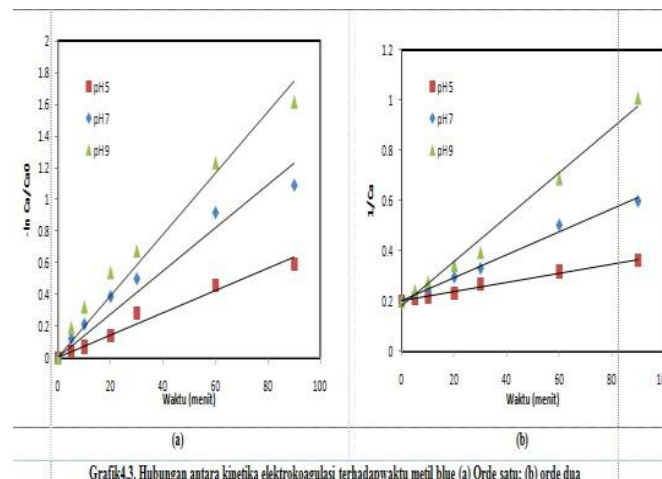 2
1.8
1.6
1.4
1.2
1
0.8
0.6
0.4
0.2
0
-ln Ca/Ca0
pH5
pH7
pH9
0 20 40 60 80 100
Waktu (menit)
(a)
1.2
1
0.8
0.6
0.4
0.2
0
1/Ca
pH5
pH7
pH9
0 20 40 60 80 100
Waktu (menit)
(b)
Grafik4.3. Hubungan antara kinetika elektrokoagulasi terhadapwaktu metil blue (a) Orde satu; (b) orde dua